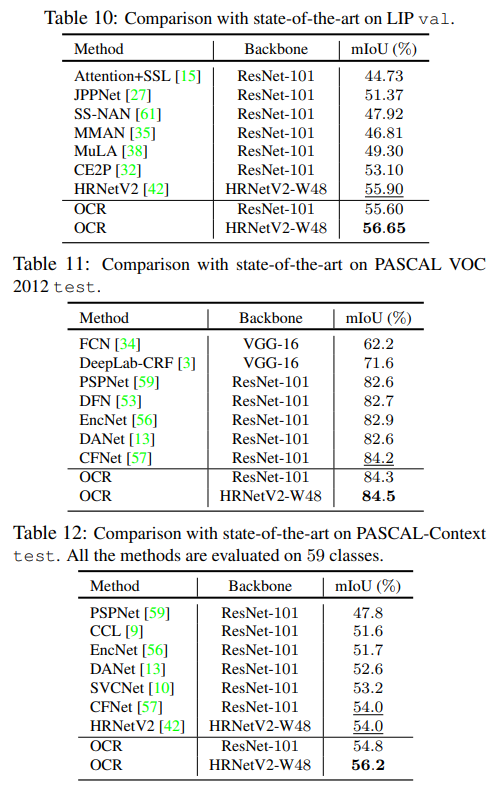 Table 10: Comparison with state-of-the-art on LIP val.
Method Backbone mIoU (%)
Attention+SSL [15] ResNet-101 44.73
JPPNet [27] ResNet-101 51.37
SS-NAN [61] ResNet-101 47.92
MMAN [35] ResNet-101 46.81
MuLA [38] ResNet-101 49.30
CE2P [32] ResNet-101 53.10
HRNetV2 [42] HRNetV2-W48 55.90
OCR ResNet-101 55.60
OCR HRNetV2-W48 56.65
Table 11: Comparison with state-of-the-art on PASCAL VOC
2012 test.
Method Backbone mIoU (%)
FCN [34] VGG-16 62.2
DeepLab-CRF [3] VGG-16 71.6
PSPNet [59] ResNet-101 82.6
DFN [53] ResNet-101 82.7
EncNet [56] ResNet-101 82.9
DANet [13] ResNet-101 82.6
CFNet [57] ResNet-101 84.2
OCR ResNet-101 84.3
OCR HRNetV2-W48 84.5
Table 12: Comparison with state-of-the-art on PASCAL-Context
test. All the methods are evaluated on 59 classes.
Method Backbone mIoU (%)
PSPNet [59] ResNet-101 47.8
CCL [9] ResNet-101 51.6
EncNet [56] ResNet-101 51.7
DANet [13] ResNet-101 52.6
SVCNet [10] ResNet-101 53.2
CFNet [57] ResNet-101 54.0
HRNetV2 [42] HRNetV2-W48 54.0
OCR ResNet-101 54.8
OCR HRNetV2-W48 56.2